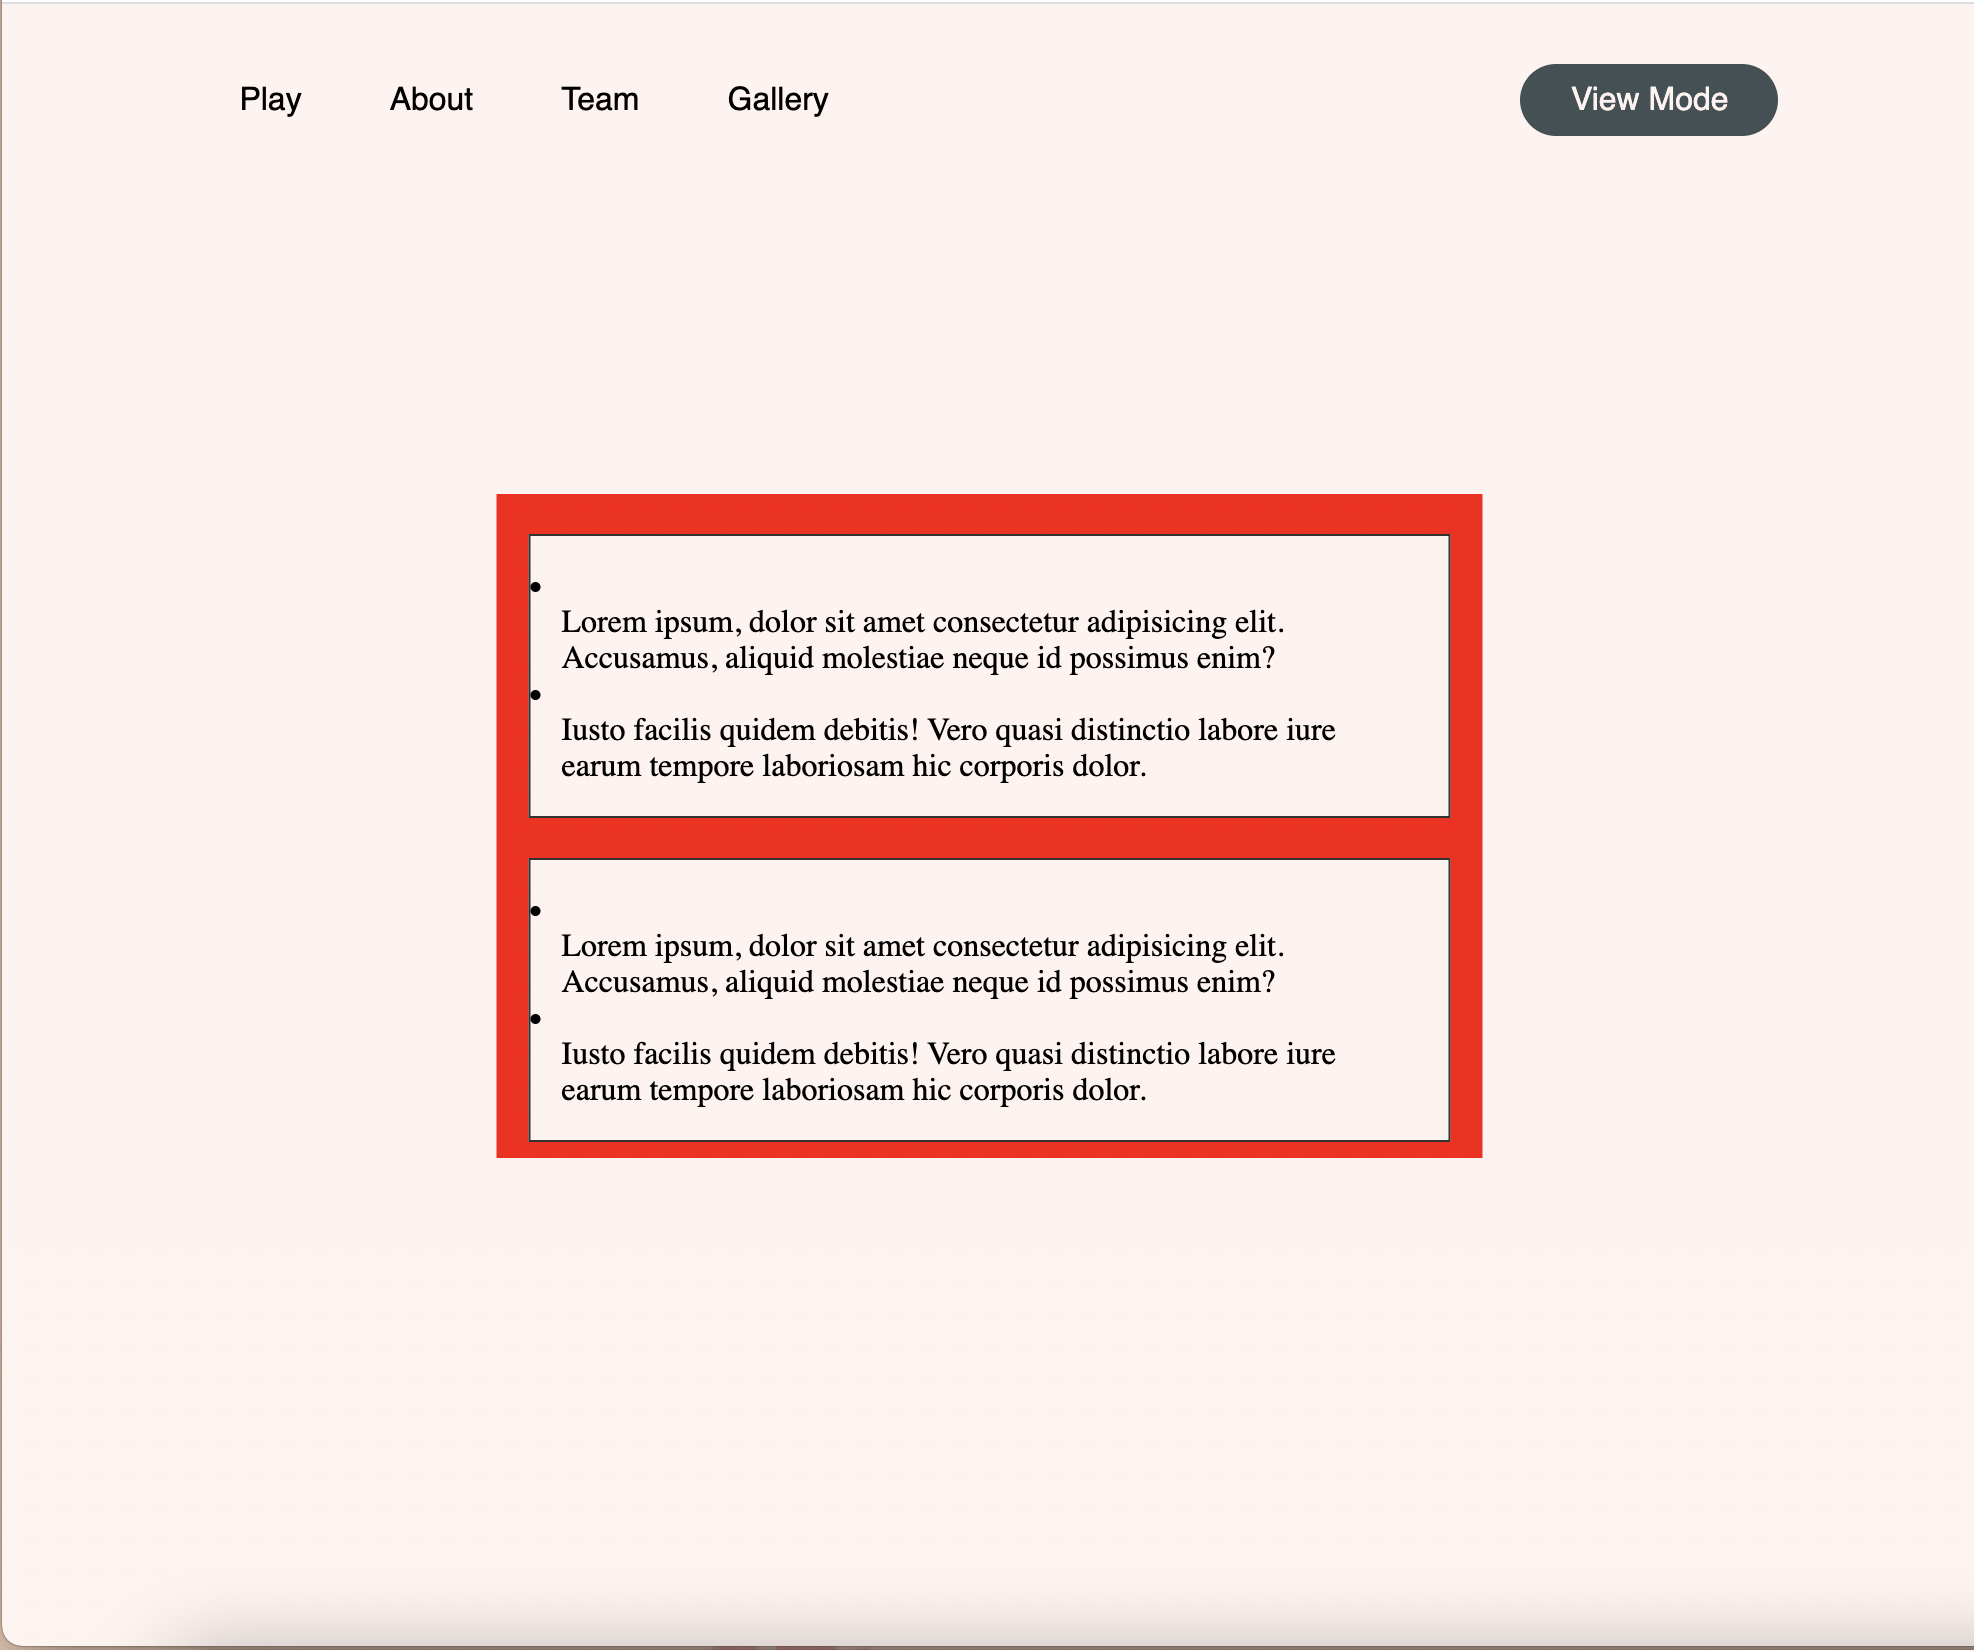 Play About Team Gallery View Mode
Lorem ipsum, dolor sit amet consectetur adipisicing elit.
Accusamus, aliquid molestiae neque id possimus enim?
Iusto facilis quidem debitis! Vero quasi distinctio labore iure
earum tempore laboriosam hic corporis dolor.
Lorem ipsum, dolor sit amet consectetur adipisicing elit.
Accusamus, aliquid molestiae neque id possimus enim?
Iusto facilis quidem debitis! Vero quasi distinctio labore iure
earum tempore laboriosam hic corporis dolor.